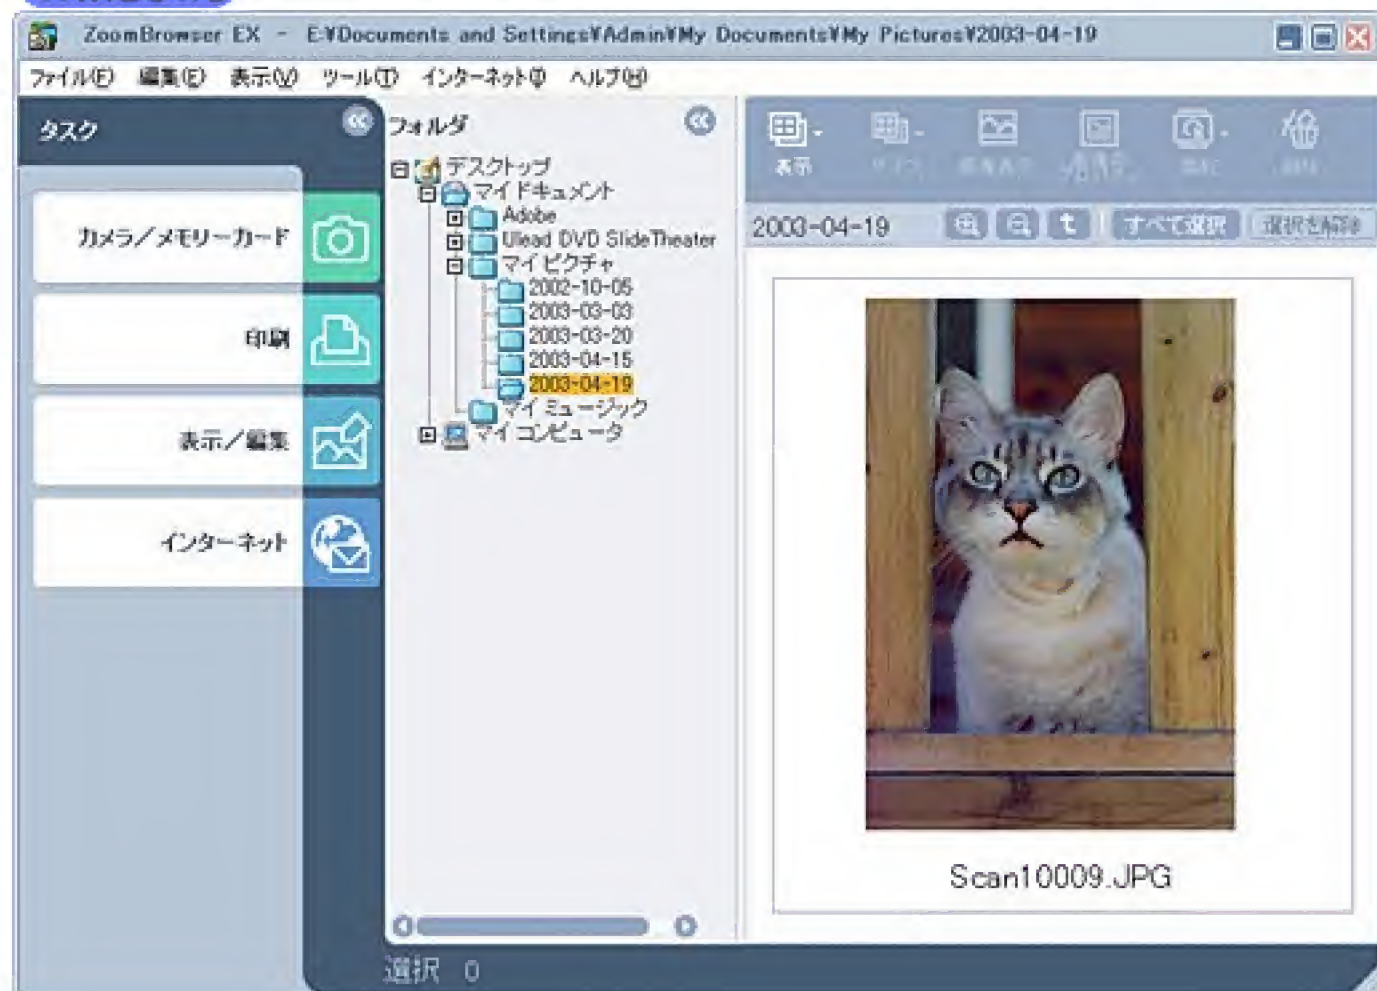 ZoomBrowser EX - E:¥Documents and Settings¥Admin¥My Documents¥My Pictures¥2003-04-19
ファイル(F) 編集(E) 表示(V) ツール(T) インターネット(I) ヘルプ(H)
タスク
カメラ/メモリーカード
印刷
表示/編集
インターネット
フォルダ
デスクトップ
マイ ドキュメント
Adobe
Ulead DVD SlideTheater
マイ ピクチャ
2002-10-05
2003-03-03
2003-03-20
2003-04-15
2003-04-19
マイ ミュージック
マイ コンピュータ
表示
2003-04-19 すべて選択 選択を解除
Scan10009.JPG
選択 0